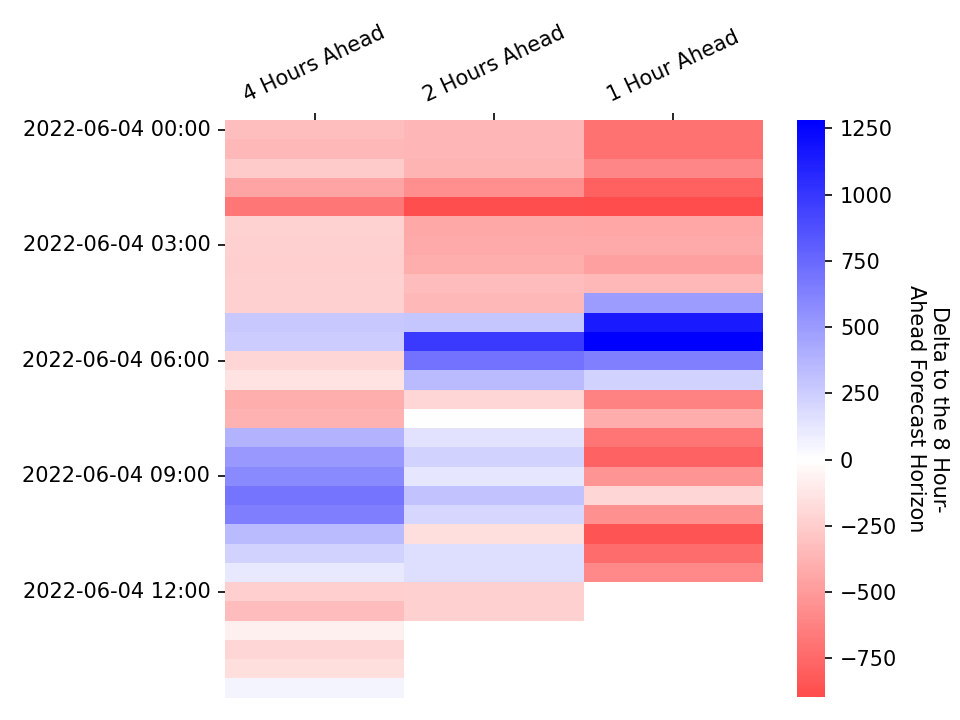 4 Hours Ahead
2 Hours Ahead
1 Hour Ahead
2022-06-04 00:00
2022-06-04 03:00
2022-06-04 06:00
2022-06-04 09:00
2022-06-04 12:00
1250
1000
750
500
250
0
−250
−500
−750
Delta to the 8 Hour-
Ahead Forecast Horizon